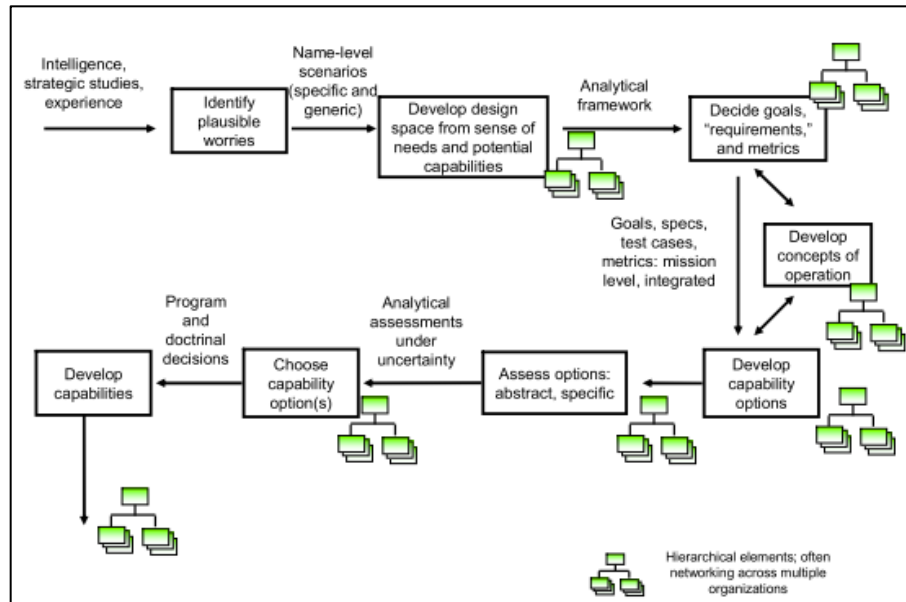 Intelligence,
strategic studies,
experience
Identify
plausible
worries
Name-level
scenarios
(specific and
generic)
Develop design
space from sense of
needs and potential
capabilities
Analytical
framework
Decide goals,
“requirements,”
and metrics
Goals, specs,
test cases,
metrics: mission
level, integrated
Develop
concepts of
operation
Develop
capability
options
Assess options:
abstract, specific
Analytical
assessments
under
uncertainty
Choose
capability
option(s)
Program
and
doctrinal
decisions
Develop
capabilities
Hierarchical elements; often
networking across multiple
organizations